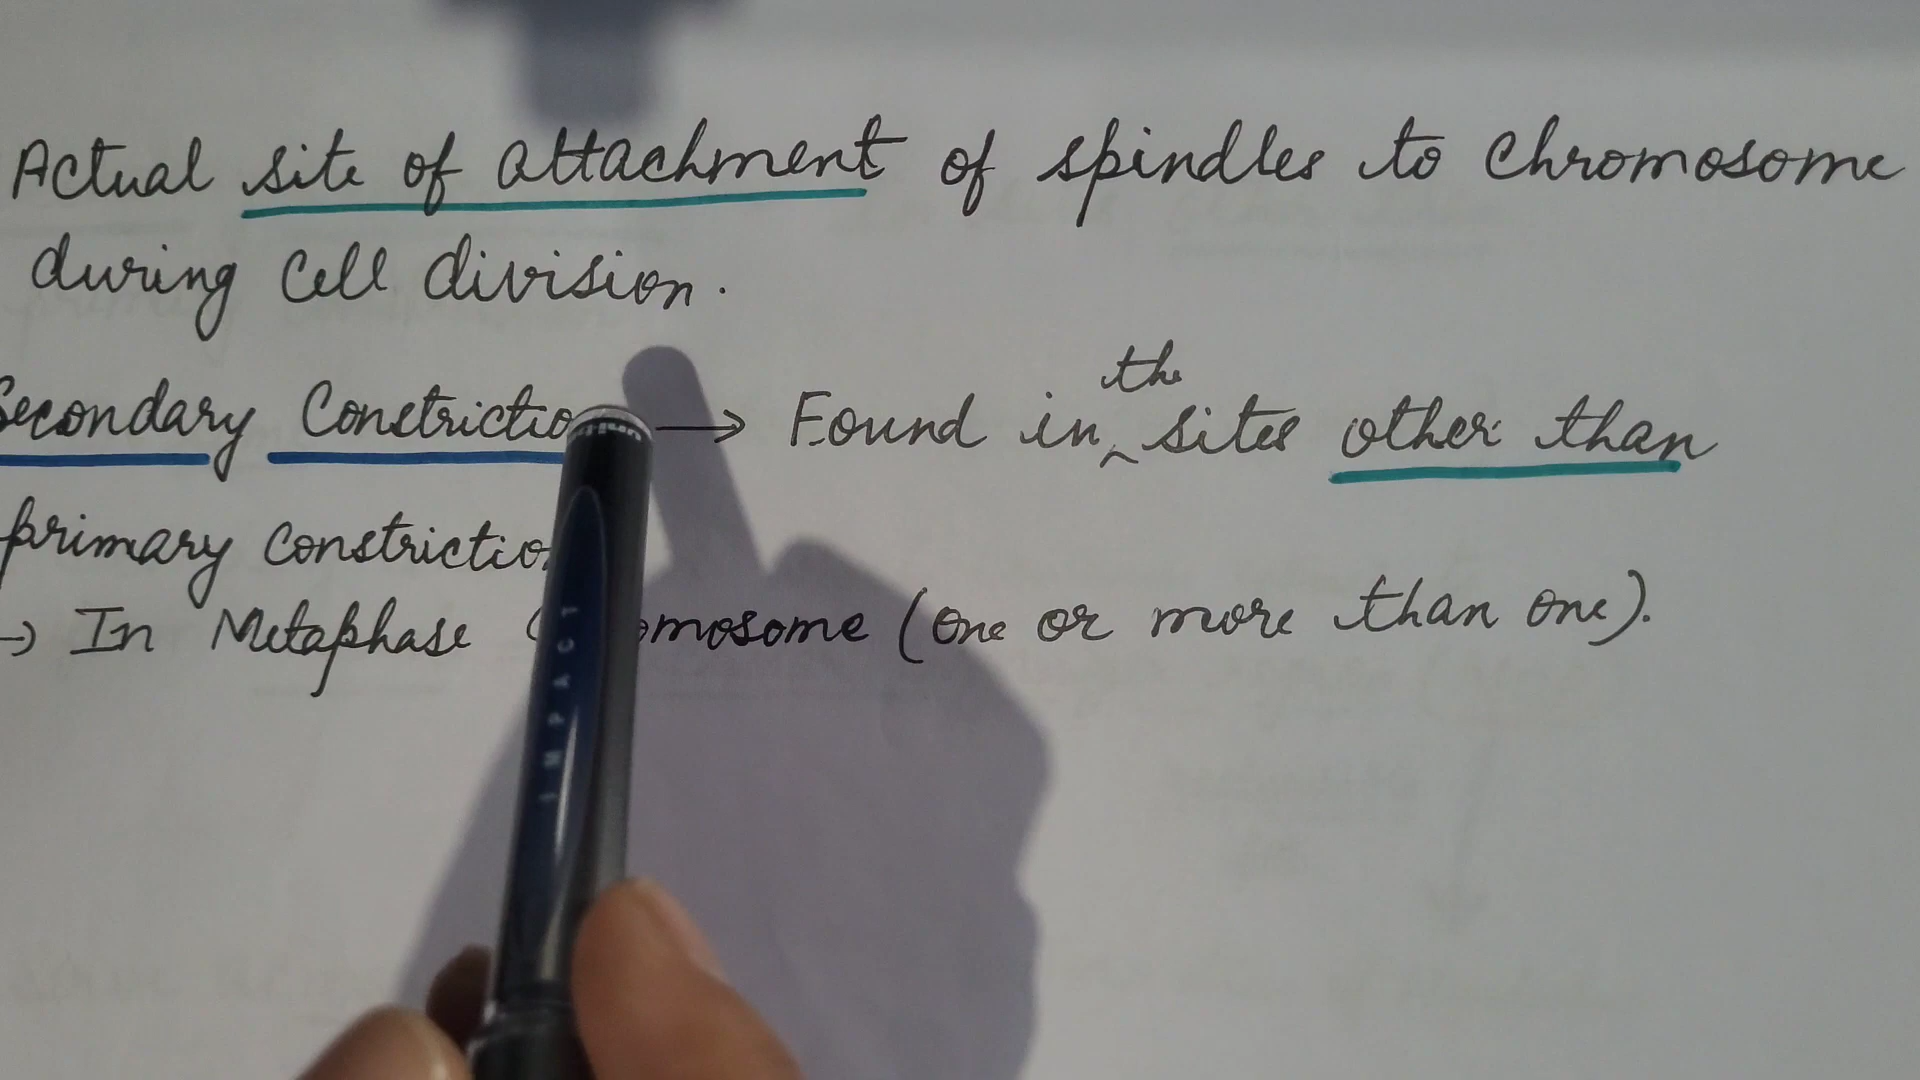 Actual site of attachment of spindles to Chromosome
during Cell division.
Secondary Constrictio → Found in the sites other than
primary constrictio
→ In Metaphase mosome (One or more than one).
IMPACT